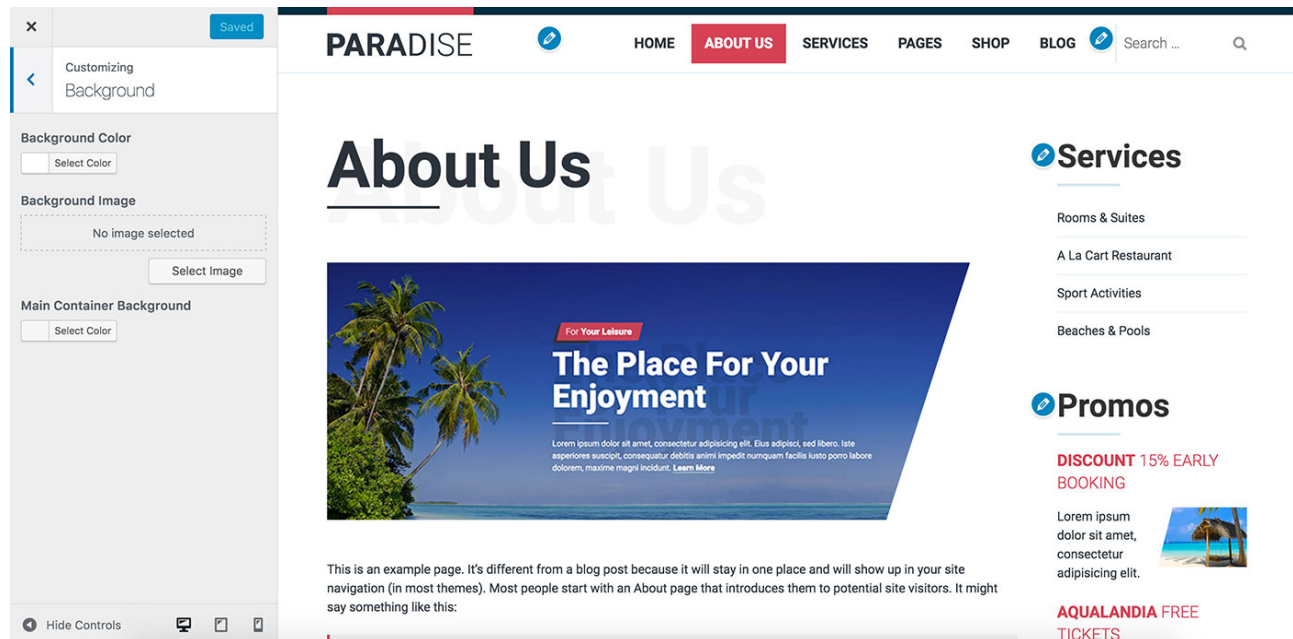 Saved
Customizing
Background
Background Color
Select Color
Background Image
No image selected
Select Image
Main Container Background
Select Color
Hide Controls
PARADISE
HOME ABOUT US SERVICES PAGES SHOP BLOG Search ...
About Us
About Us
For Your Leisure
The Place For Your
Enjoyment
The Place
Your
Enjoyment
Lorem ipsum dolor sit amet, consectetur adipisicing elit. Eius adipisci, sed libero. Iste
asperiores suscipit, consequatur debitis animi impedit numquam facilis iusto porro labore
dolorem, maxime magni incidunt. Learn More
This is an example page. It’s different from a blog post because it will stay in one place and will show up in your site
navigation (in most themes). Most people start with an About page that introduces them to potential site visitors. It might
say something like this:
Services
Rooms & Suites
A La Cart Restaurant
Sport Activities
Beaches & Pools
Promos
DISCOUNT 15% EARLY
BOOKING
Lorem ipsum
dolor sit amet,
consectetur
adipisicing elit.
AQUALANDIA FREE
TICKETS